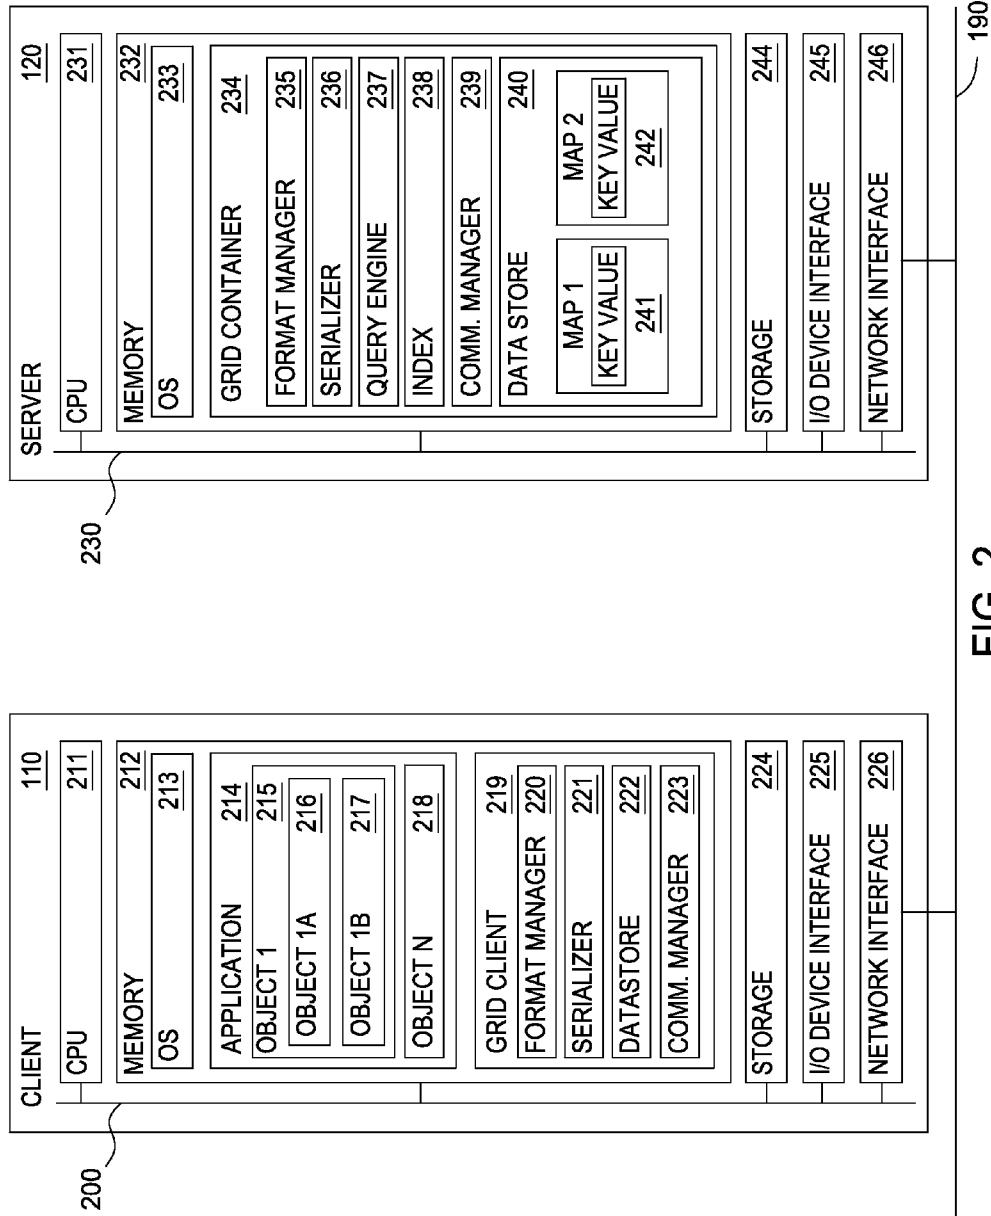 CLIENT 110
CPU 211
MEMORY 212
OS 213
APPLICATION 214
OBJECT 1 215
OBJECT 1A 216
OBJECT 1B 217
OBJECT N 218
GRID CLIENT 219
FORMAT MANAGER 220
SERIALIZER 221
DATASTORE 222
COMM. MANAGER 223
STORAGE 224
I/O DEVICE INTERFACE 225
NETWORK INTERFACE 226
200
SERVER 120
CPU 231
MEMORY 232
OS 233
GRID CONTAINER 234
FORMAT MANAGER 235
SERIALIZER 236
QUERY ENGINE 237
INDEX 238
COMM. MANAGER 239
DATA STORE 240
MAP 1
KEY VALUE
241
MAP 2
KEY VALUE
242
STORAGE 244
I/O DEVICE INTERFACE 245
NETWORK INTERFACE 246
230
190
FIG. 2